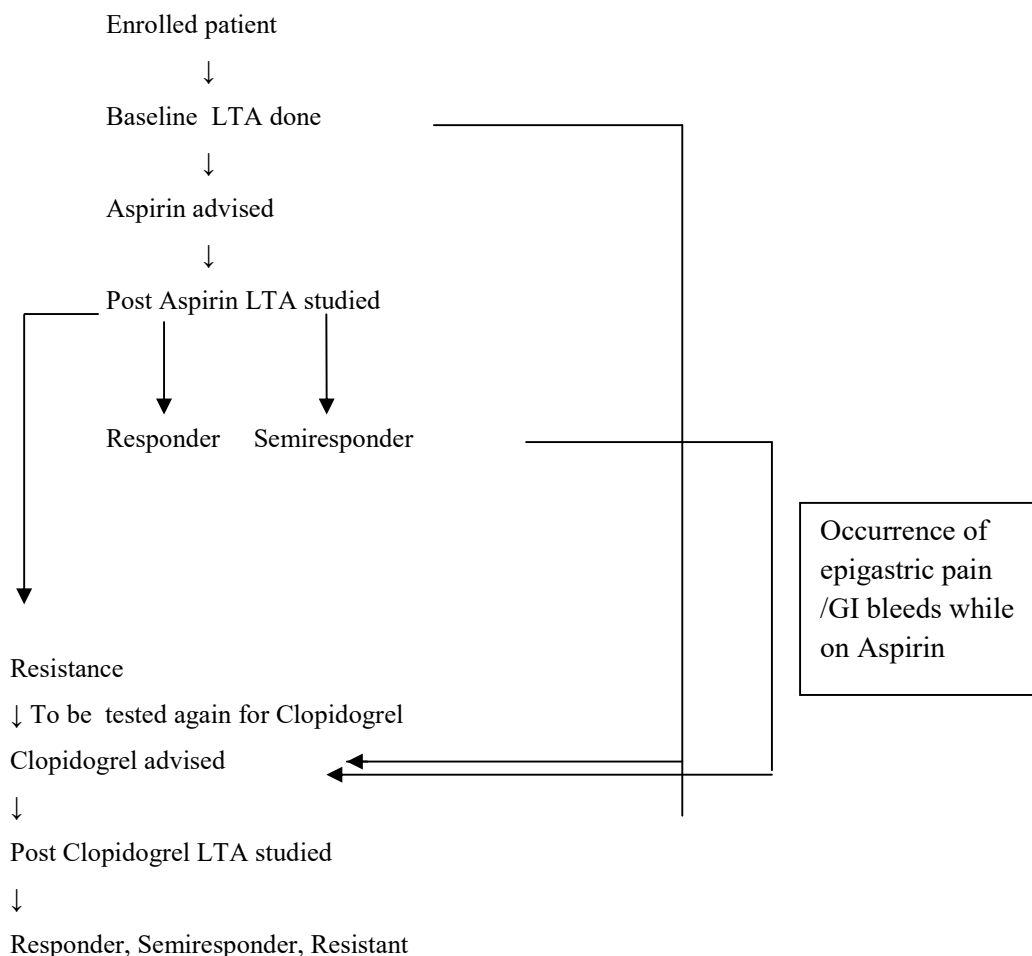 Enrolled patient
↓
Baseline LTA done
↓
Aspirin advised
↓
Post Aspirin LTA studied
Responder Semiresponder
Occurrence of
epigastric pain
/GI bleeds while
on Aspirin
Resistance
↓ To be tested again for Clopidogrel
Clopidogrel advised
↓
Post Clopidogrel LTA studied
↓
Responder, Semiresponder, Resistant